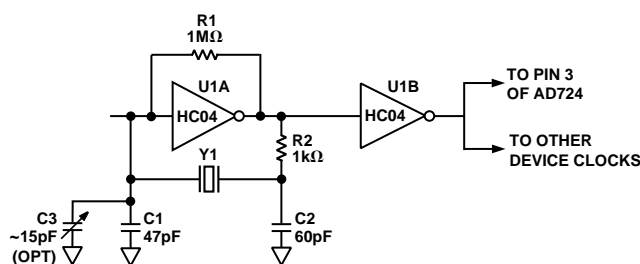 R1
1MΩ
U1A
HC04
U1B
HC04
TO PIN 3
OF AD724
TO OTHER
DEVICE CLOCKS
R2
1kΩ
Y1
C3
~15pF
(OPT)
C1
47pF
C2
60pF